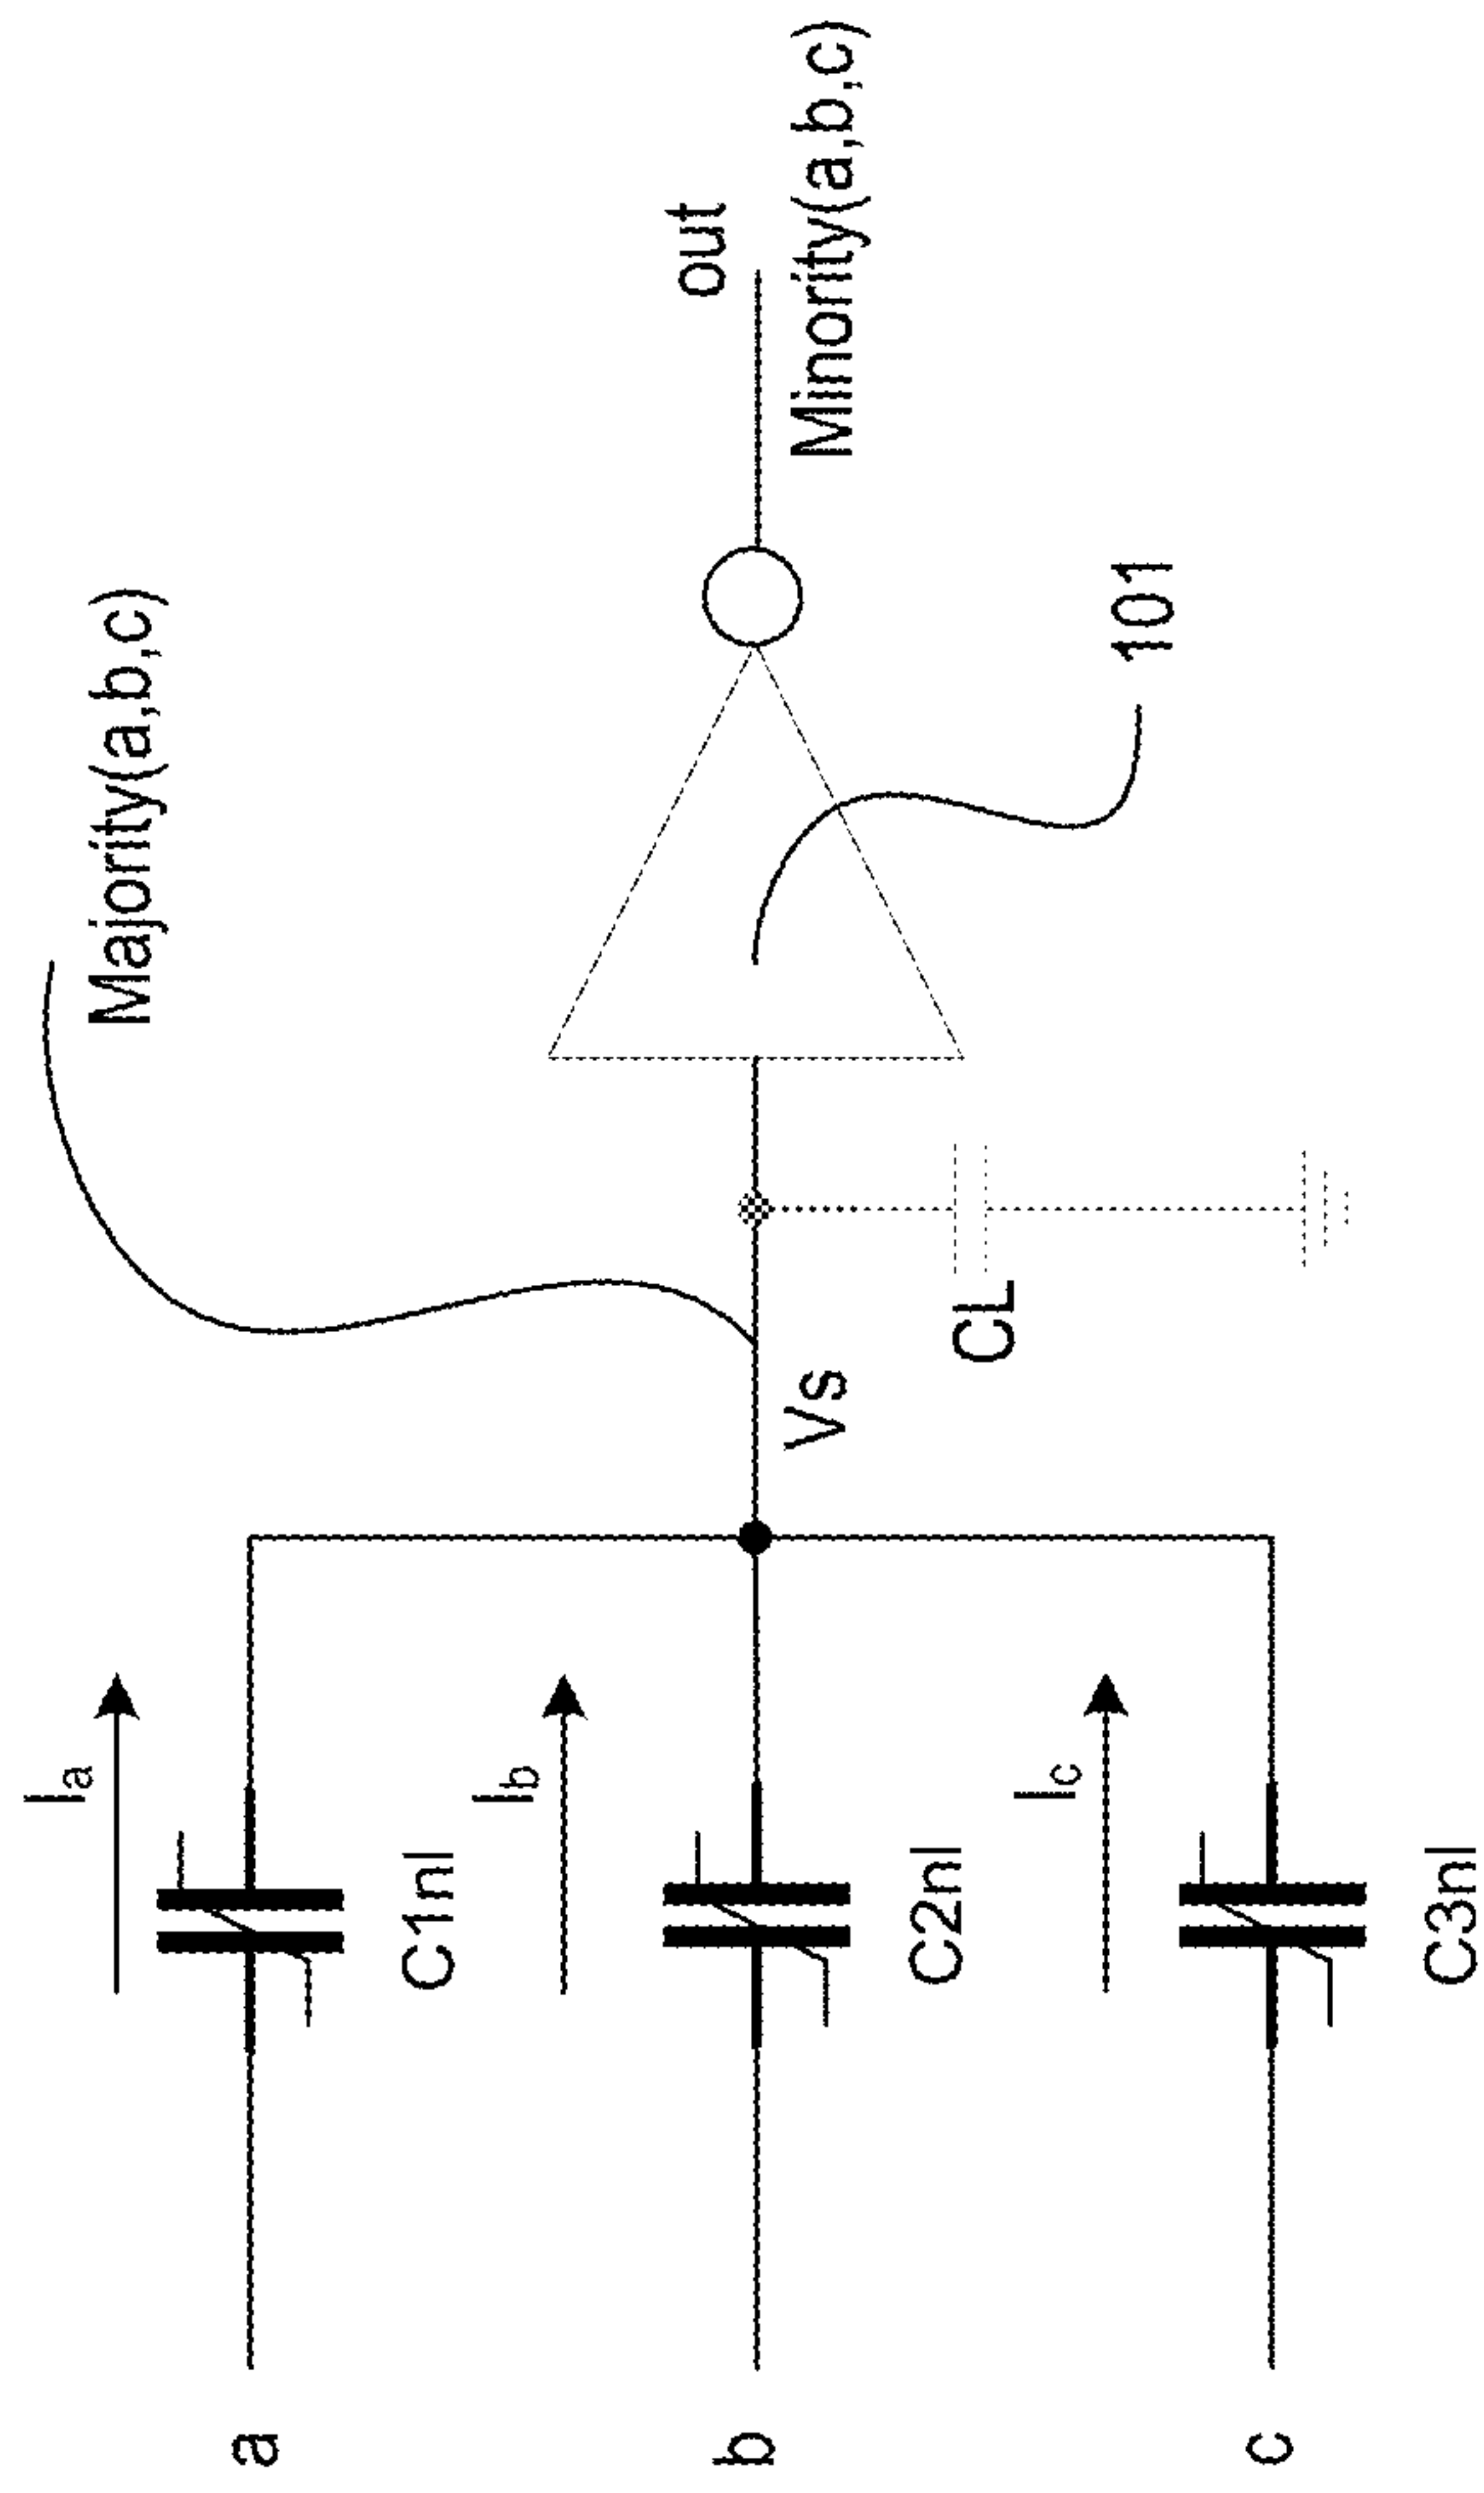 Majority(a,b,c)
Ia
a
C1nl
Ib
Vs
out
b
Minority(a,b,c)
C2nl
CL
Ic
101
c
C3nl